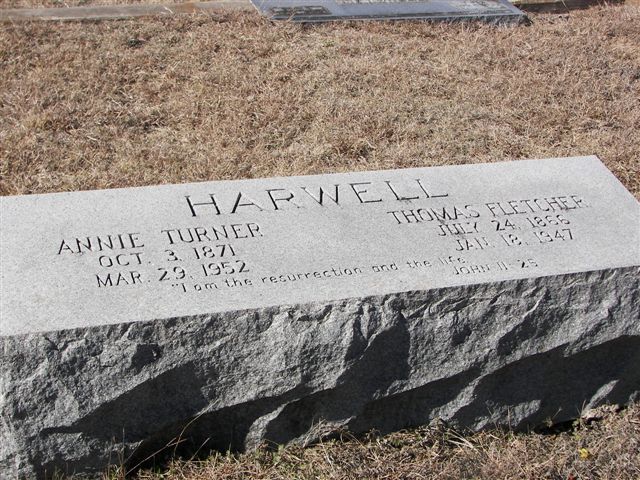 HARWELL
ANNIE TURNER
OCT. 3, 1871
MAR. 29, 1952
THOMAS FLETCHER
JULY 24, 1866
JAN. 18, 1947
"I am the resurrection and the life
JOHN 11-25